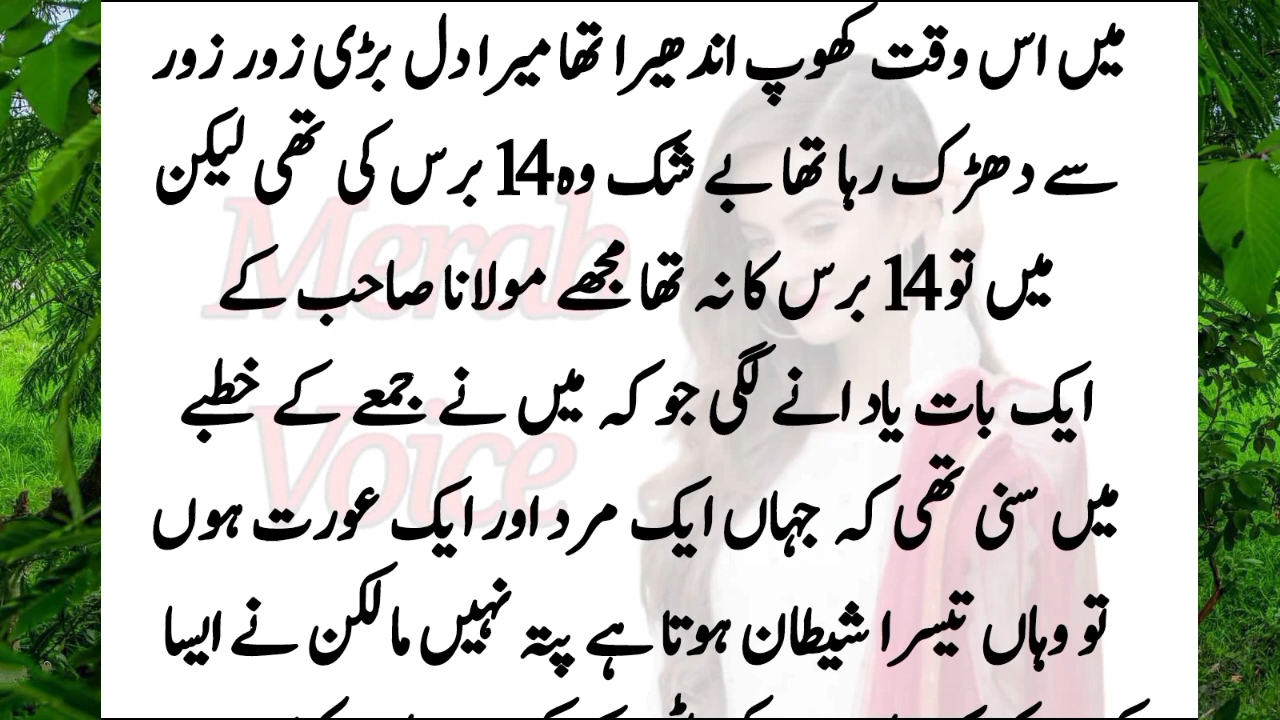 میں اس وقت گھوپ اندھیرا تھا میرا دل بڑی زور زور
سے دھڑک رہا تھا بے شک وہ 14 برس کی تھی لیکن
میں تو 14 برس کا نہ تھا مجھے مولانا صاحب کے
ایک بات یاد انے لگی جو کہ میں نے جمعے کے خطبے
میں سنی تھی کہ جہاں ایک مرد اور ایک عورت ہوں
تو وہاں تیسرا شیطان ہوتا ہے پتہ نہیں مالکن نے ایسا
Merab
Voice